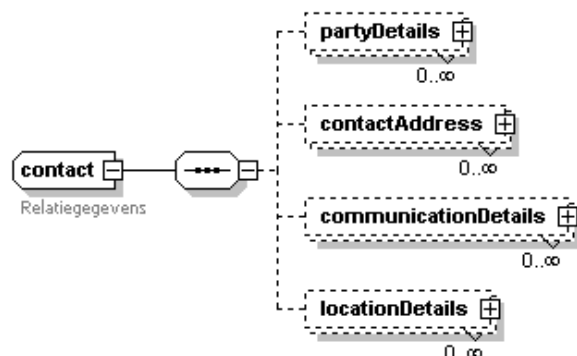 partyDetails
0..∞
contactAddress
0..∞
contact
Relatiegegevens
communicationDetails
0..∞
locationDetails
0..∞